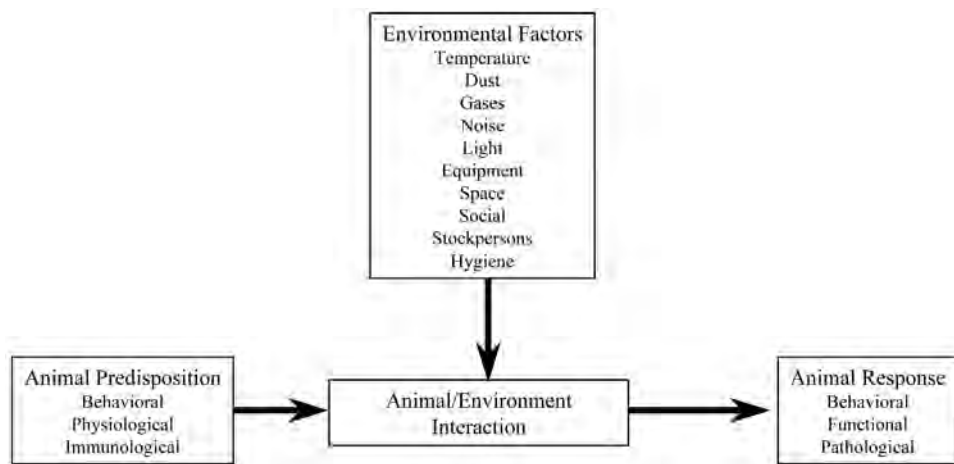 Environmental Factors
Temperature
Dust
Gases
Noise
Light
Equipment
Space
Social
Stockpersons
Hygiene
Animal Predisposition
Behavioral
Physiological
Immunological
Animal/Environment
Interaction
Animal Response
Behavioral
Functional
Pathological